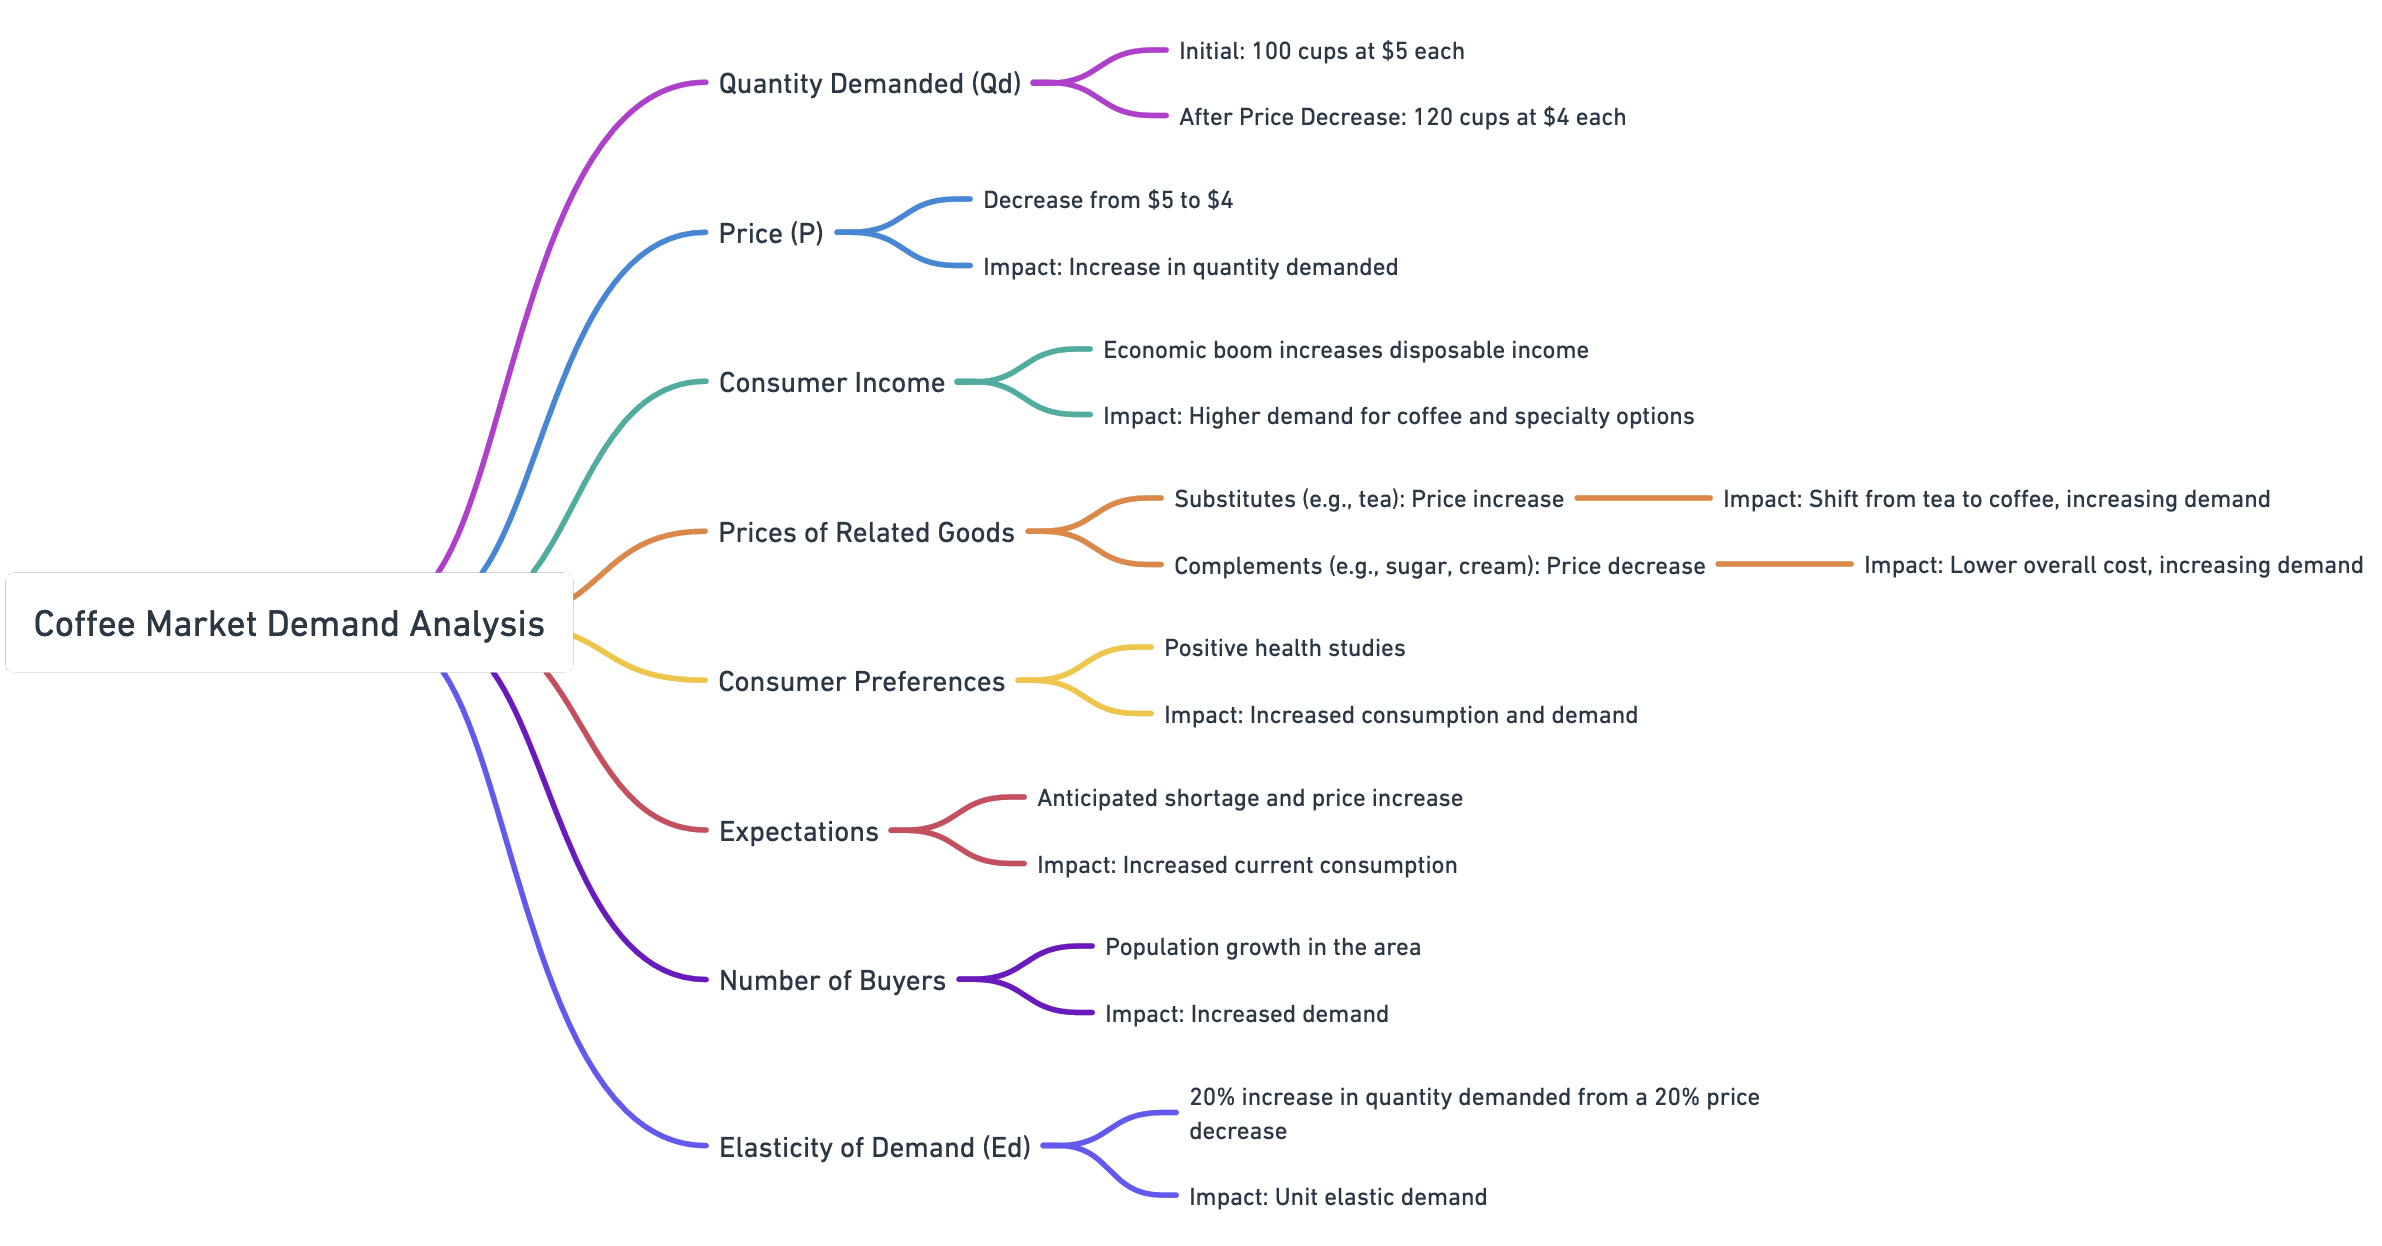 Coffee Market Demand Analysis
Quantity Demanded (Qd)
Initial: 100 cups at $5 each
After Price Decrease: 120 cups at $4 each
Price (P)
Decrease from $5 to $4
Impact: Increase in quantity demanded
Consumer Income
Economic boom increases disposable income
Impact: Higher demand for coffee and specialty options
Prices of Related Goods
Substitutes (e.g., tea): Price increase
Impact: Shift from tea to coffee, increasing demand
Complements (e.g., sugar, cream): Price decrease
Impact: Lower overall cost, increasing demand
Consumer Preferences
Positive health studies
Impact: Increased consumption and demand
Expectations
Anticipated shortage and price increase
Impact: Increased current consumption
Number of Buyers
Population growth in the area
Impact: Increased demand
Elasticity of Demand (Ed)
20% increase in quantity demanded from a 20% price
decrease
Impact: Unit elastic demand